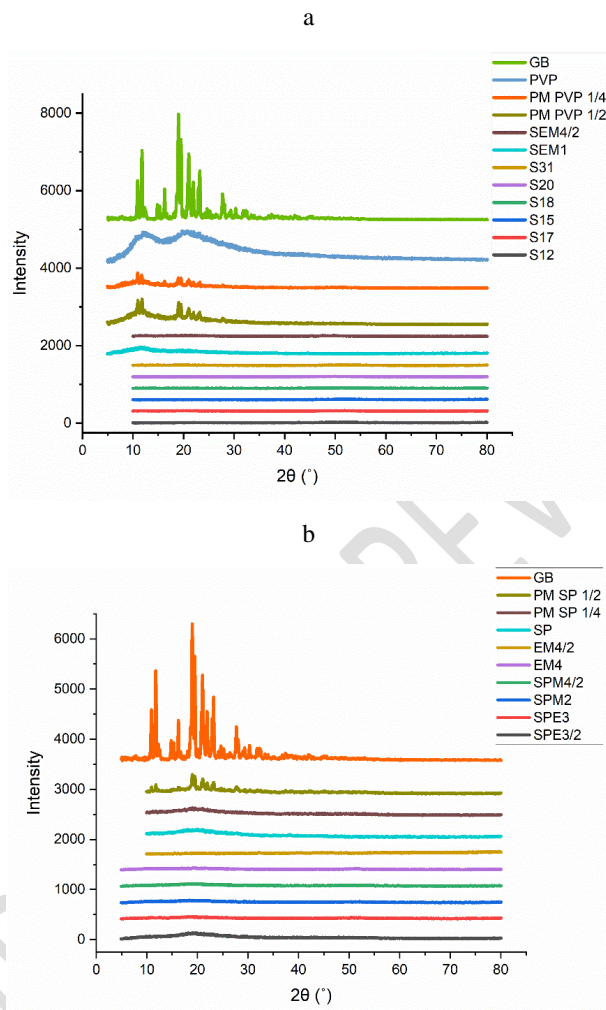 a
GB
PVP
PM PVP 1/4
PM PVP 1/2
SEM4/2
SEM1
S31
S20
S18
S15
S17
S12
8000
6000
4000
2000
0
Intensity
0 10 20 30 40 50 60 70 80
2θ (˚)
b
GB
PM SP 1/2
PM SP 1/4
SP
EM4/2
EM4
SPM4/2
SPM2
SPE3
SPE3/2
6000
5000
4000
3000
2000
1000
0
Intensity
0 10 20 30 40 50 60 70 80
2θ (˚)